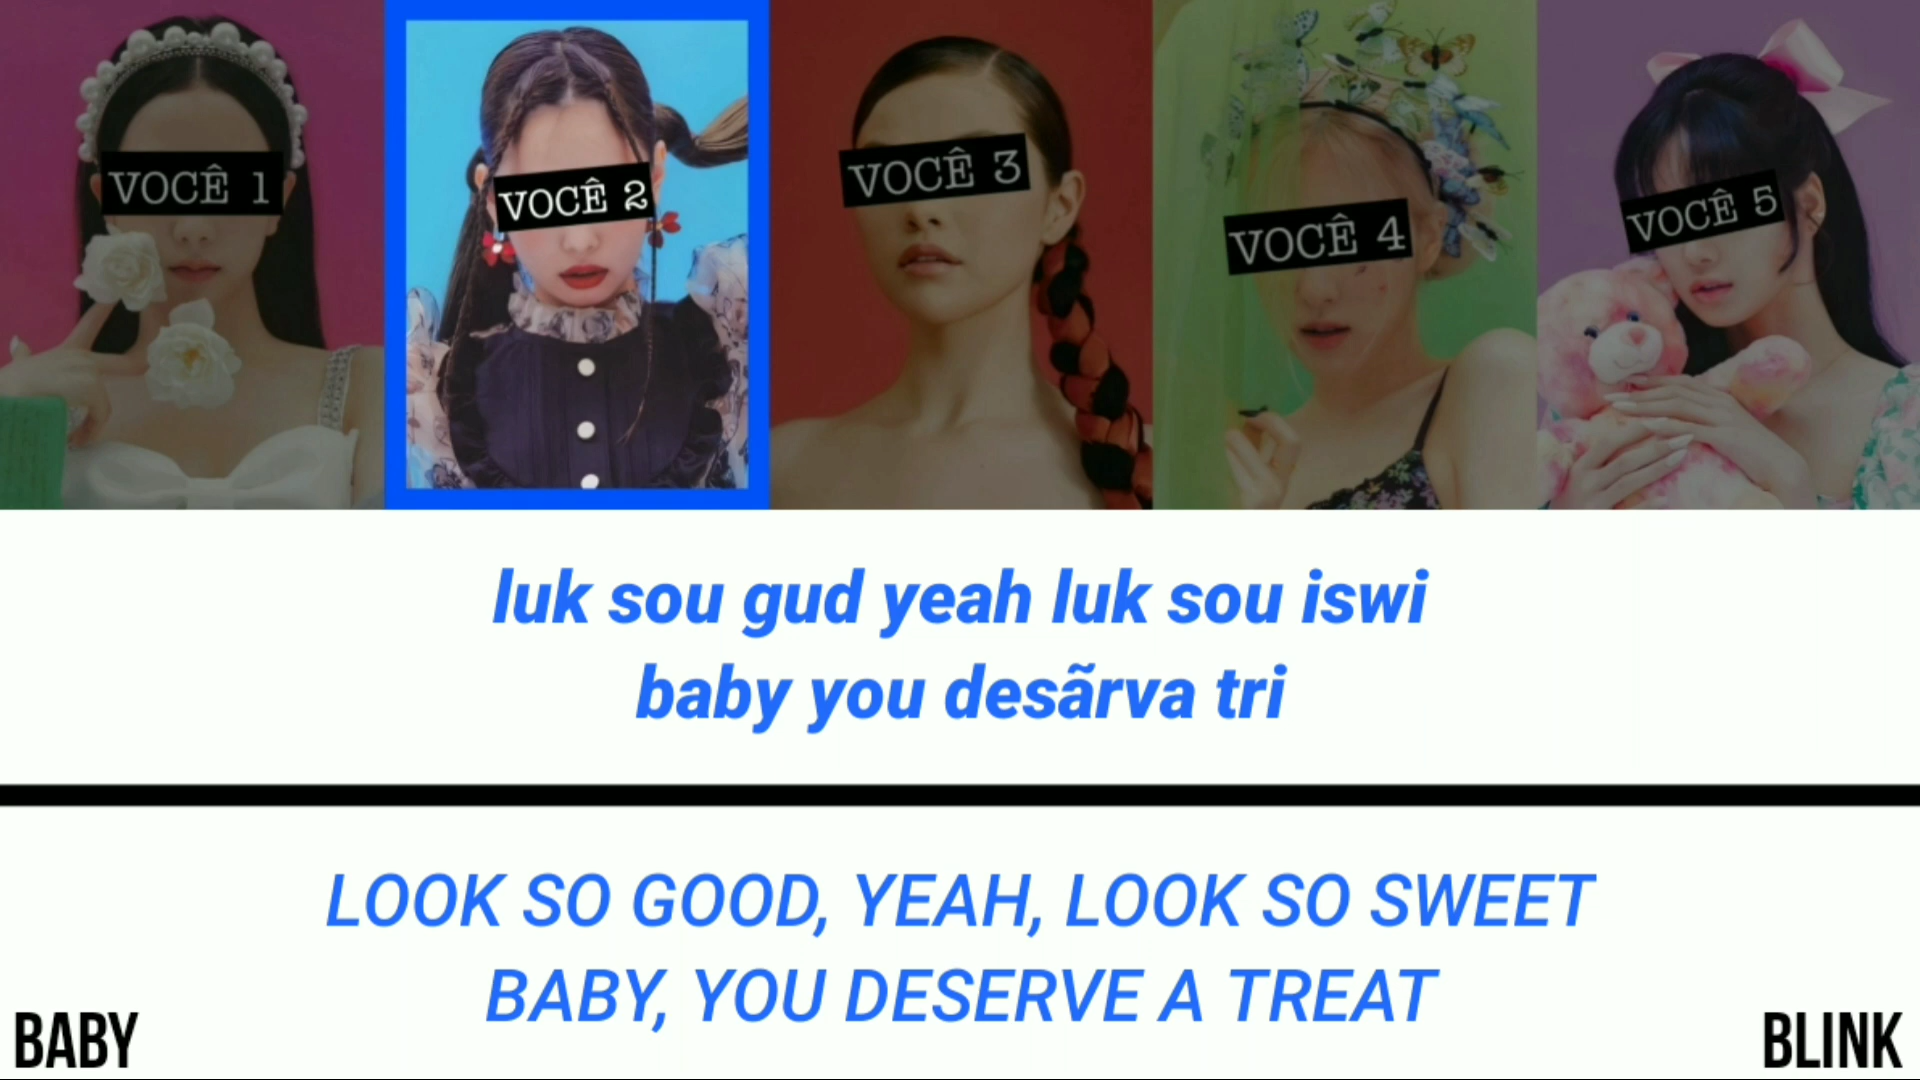 VOCÊ 1
VOCÊ 2
VOCÊ 3
VOCÊ 4
VOCÊ 5
luk sou gud yeah luk sou iswi
baby you desãrva tri
LOOK SO GOOD, YEAH, LOOK SO SWEET
BABY, YOU DESERVE A TREAT
BABY
BLINK